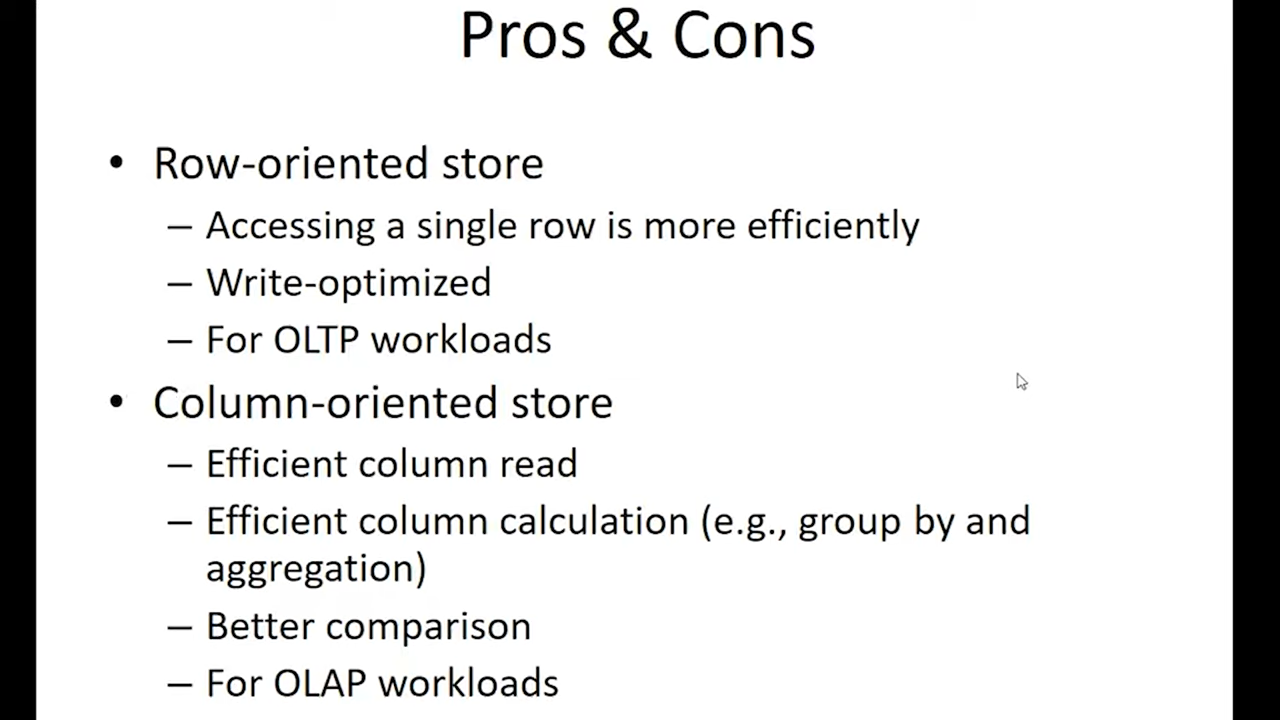 Pros & Cons
• Row-oriented store
– Accessing a single row is more efficiently
– Write-optimized
– For OLTP workloads
• Column-oriented store
– Efficient column read
– Efficient column calculation (e.g., group by and
aggregation)
– Better comparison
– For OLAP workloads